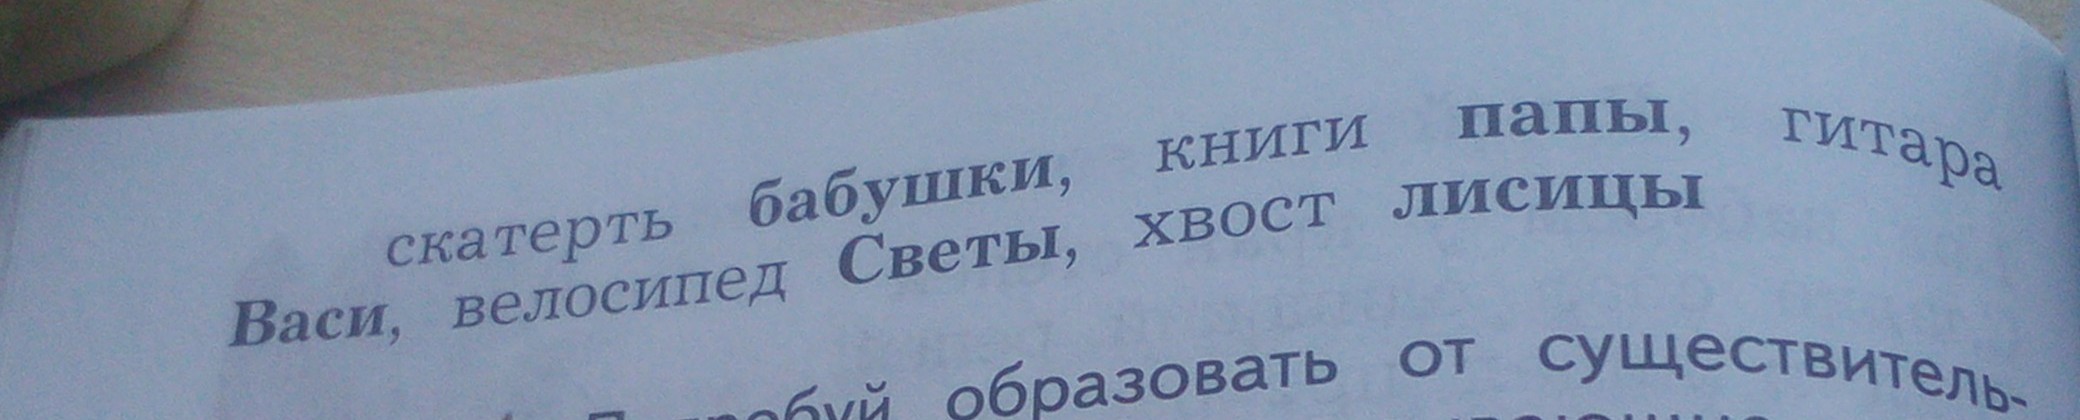 скатерть бабушки, книги папы, гитара
Васи, велосипед Светы, хвост лисицы
образовать от существитель-